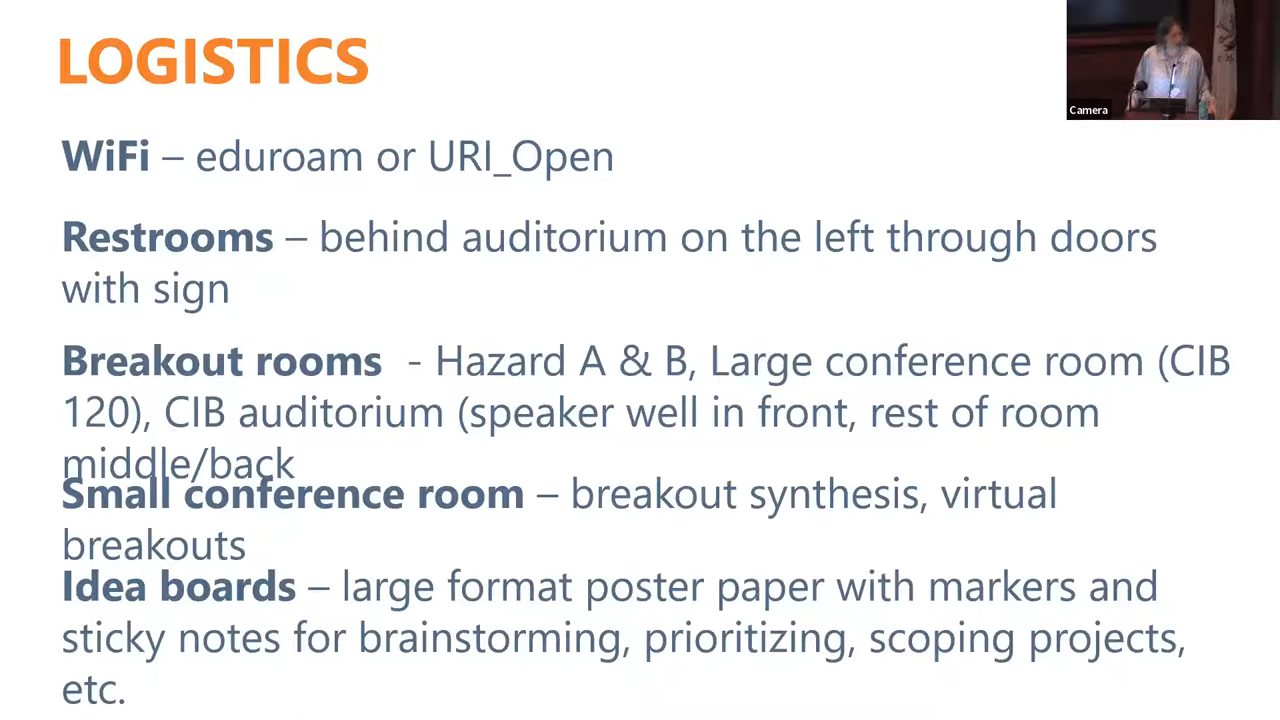 LOGISTICS
Camera
WiFi – eduroam or URI_Open
Restrooms – behind auditorium on the left through doors
with sign
Breakout rooms - Hazard A & B, Large conference room (CIB
120), CIB auditorium (speaker well in front, rest of room
middle/back
Small conference room – breakout synthesis, virtual
breakouts
Idea boards – large format poster paper with markers and
sticky notes for brainstorming, prioritizing, scoping projects,
etc.